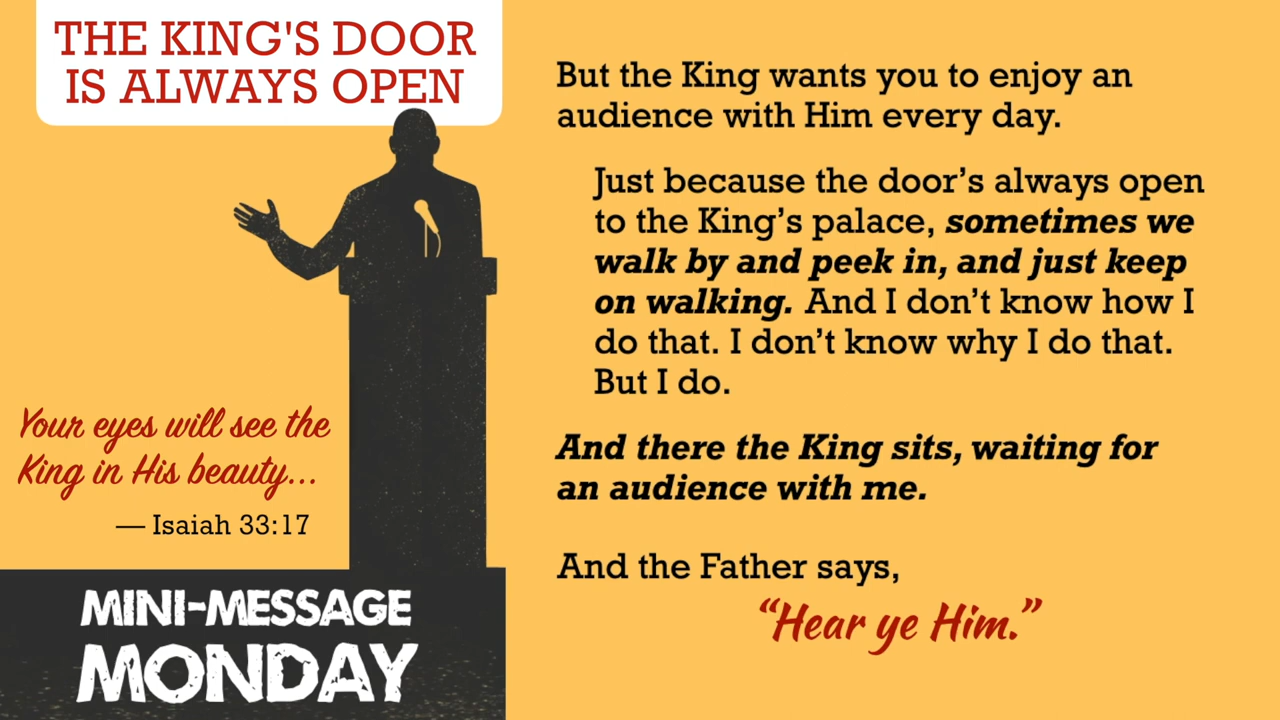 THE KING'S DOOR
IS ALWAYS OPEN
Your eyes will see the
King in His beauty...
— Isaiah 33:17
MINI-MESSAGE
MONDAY
But the King wants you to enjoy an
audience with Him every day.
Just because the door’s always open
to the King’s palace, sometimes we
walk by and peek in, and just keep
on walking. And I don’t know how I
do that. I don’t know why I do that.
But I do.
And there the King sits, waiting for
an audience with me.
And the Father says,
“Hear ye Him.”